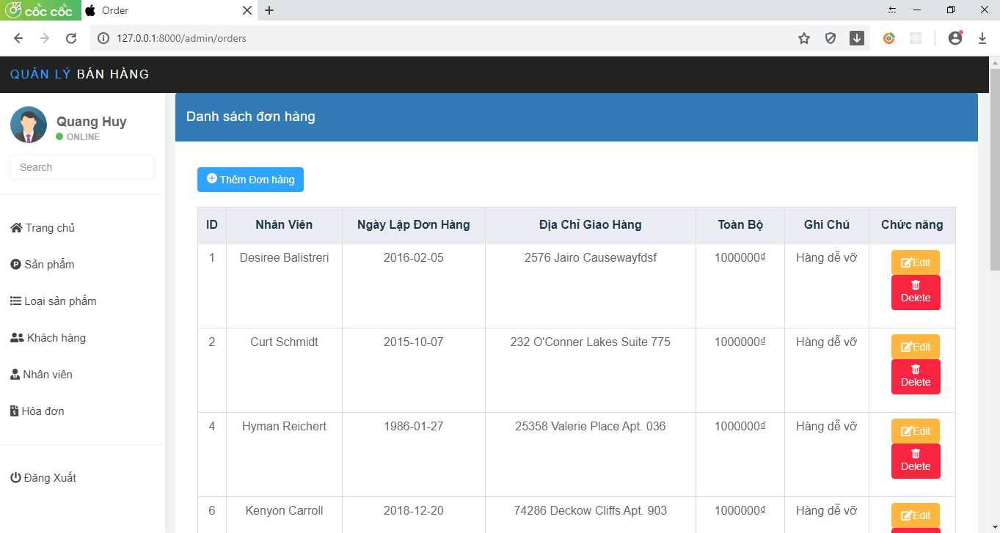 cốc cốc
Order
127.0.0.1:8000/admin/orders
QUẢN LÝ BÁN HÀNG
Quang Huy
ONLINE
Search
Trang chủ
Sản phẩm
Loại sản phẩm
Khách hàng
Nhân viên
Hóa đơn
Đăng Xuất
Danh sách đơn hàng
Thêm Đơn hàng
ID Nhân Viên Ngày Lập Đơn Hàng Địa Chỉ Giao Hàng Toàn Bộ Ghi Chú Chức năng
1 Desiree Balistreri 2016-02-05 2576 Jairo Causewayfdsf 1000000₫ Hàng dễ vỡ Edit
Delete
2 Curt Schmidt 2015-10-07 232 O'Conner Lakes Suite 775 1000000₫ Hàng dễ vỡ Edit
Delete
4 Hyman Reichert 1986-01-27 25358 Valerie Place Apt. 036 1000000₫ Hàng dễ vỡ Edit
Delete
6 Kenyon Carroll 2018-12-20 74286 Deckow Cliffs Apt. 903 1000000₫ Hàng dễ vỡ Edit